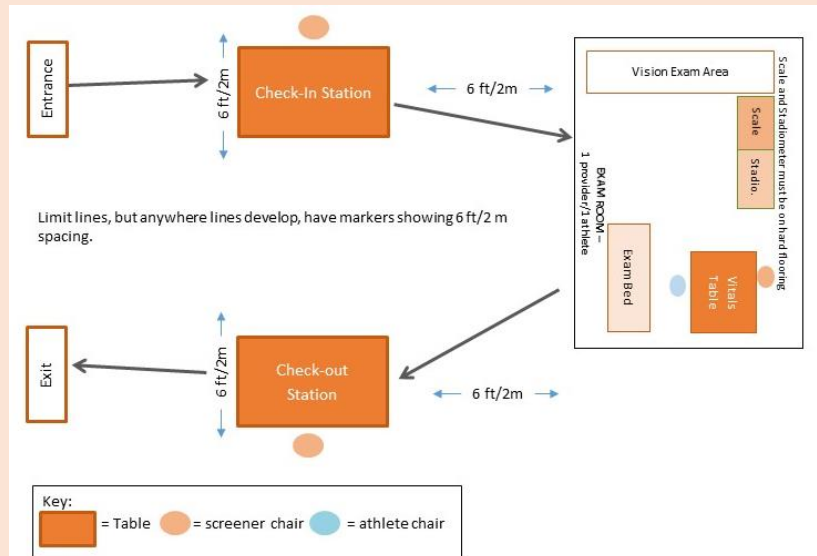 Entrance
6 ft/2m
Check-In Station
6 ft/2m
Vision Exam Area
Scale
Stadio.
Scale and Stadiometer must be on hard flooring
EXAM ROOM –
1 provider/1 athlete
Exam Bed
Vitals
Table
Limit lines, but anywhere lines develop, have markers showing 6 ft/2 m
spacing.
Exit
6 ft/2m
Check-out
Station
6 ft/2m
Key:
= Table
= screener chair
= athlete chair